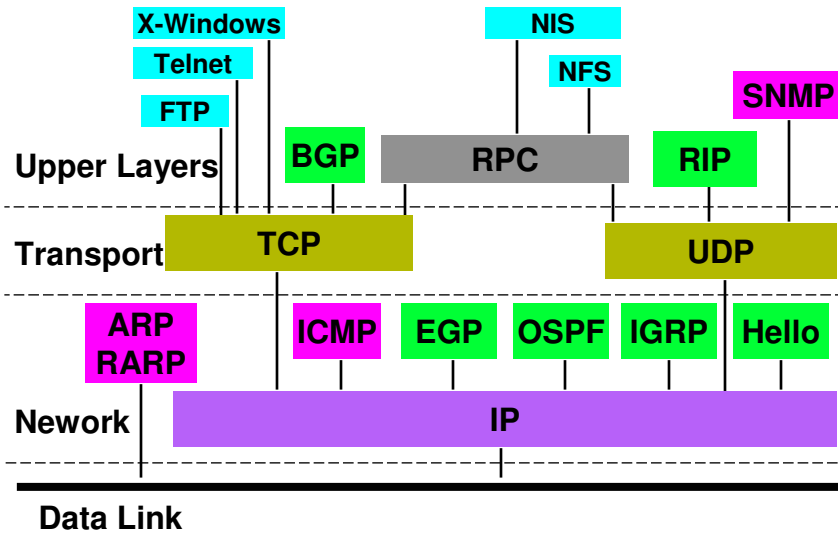 X-Windows
NIS
Telnet
NFS
SNMP
FTP
BGP
RPC
RIP
Upper Layers
TCP
UDP
Transport
ARP
RARP
ICMP
EGP
OSPF
IGRP
Hello
Nework
IP
Data Link